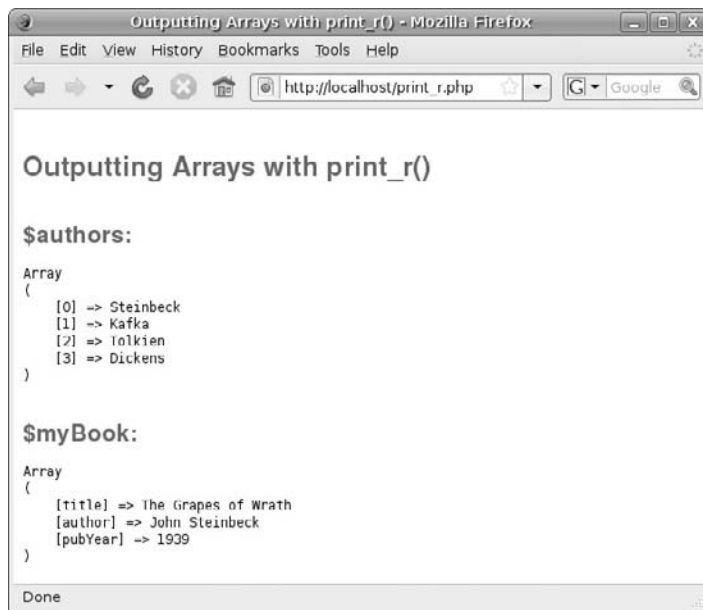 Outputting Arrays with print_r() - Mozilla Firefox
File Edit View History Bookmarks Tools Help
http://localhost/print_r.php G Google
Outputting Arrays with print_r()
$authors:
Array
(
[0] => Steinbeck
[1] => Kafka
[2] => Tolkien
[3] => Dickens
)
$myBook:
Array
(
[title] => The Grapes of Wrath
[author] => John Steinbeck
[pubYear] => 1939
)
Done